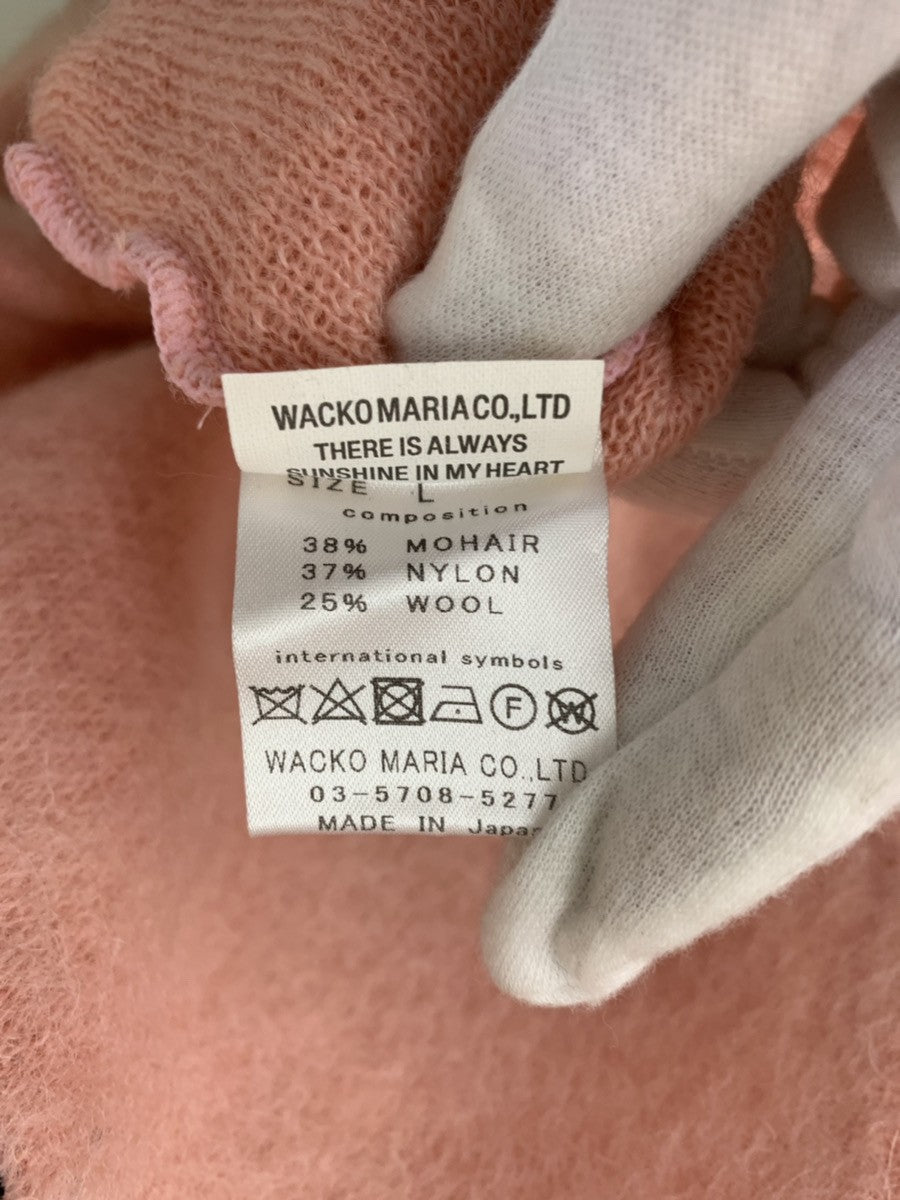 WACKO MARIA CO.,LTD
THERE IS ALWAYS
SUNSHINE IN MY HEART
SIZE L
composition
38% MOHAIR
37% NYLON
25% WOOL
international symbols
F W
WACKO MARIA CO.,LTD
03-5708-5277
MADE IN Japan